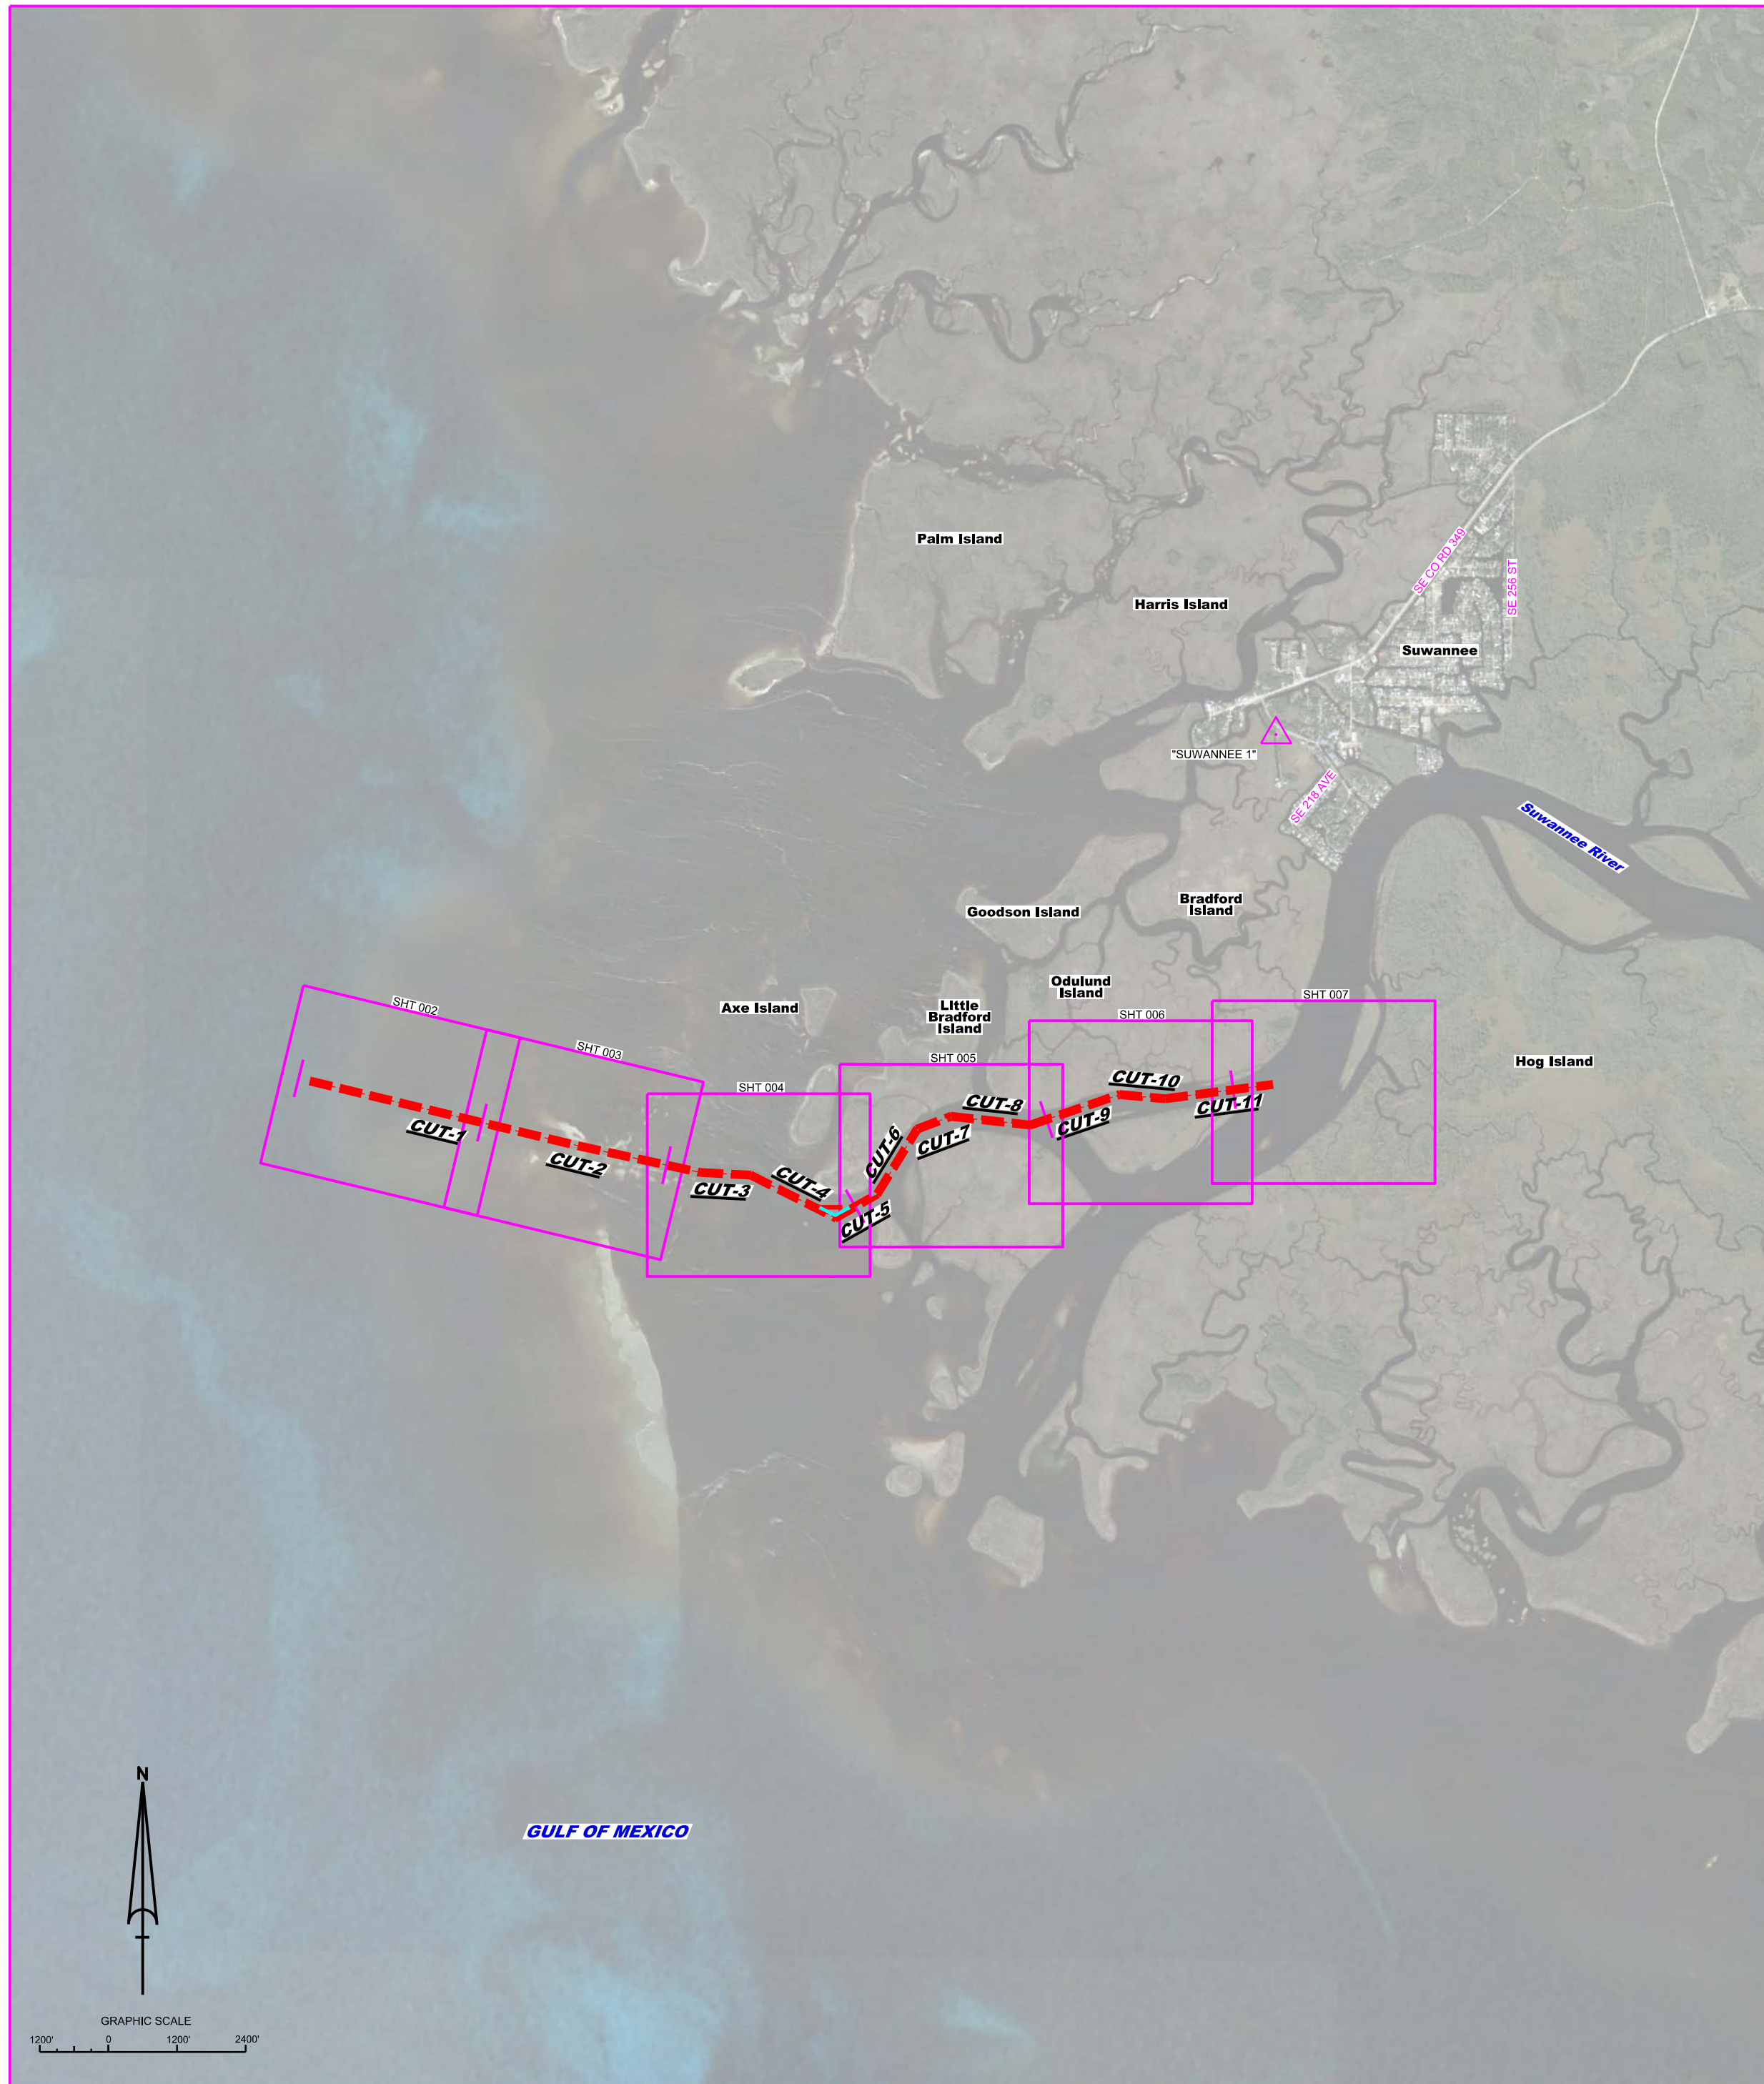 Palm Island
Harris Island
SE CO RD 349
SE 256 ST
Suwannee
"SUWANNEE 1"
SE 218 AVE
Suwannee River
Goodson Island
Bradford
Island
Odulund
Island
Axe Island
LIttle
Bradford
Island
Hog Island
SHT 002
SHT 003
SHT 004
SHT 005
SHT 006
SHT 007
CUT-1
CUT-2
CUT-3
CUT-4
CUT-5
CUT-6
CUT-7
CUT-8
CUT-9
CUT-10
CUT-11
GULF OF MEXICO
N
GRAPHIC SCALE
1200' 0 1200' 2400'